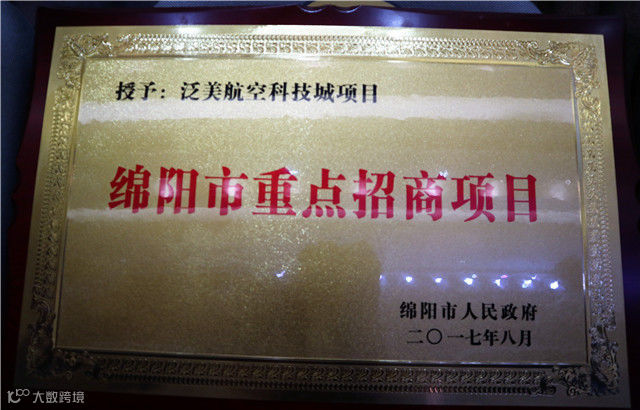 授予：泛美航空科技城项目
绵阳市重点招商项目
绵阳市人民政府
二〇一七年八月
大数跨境